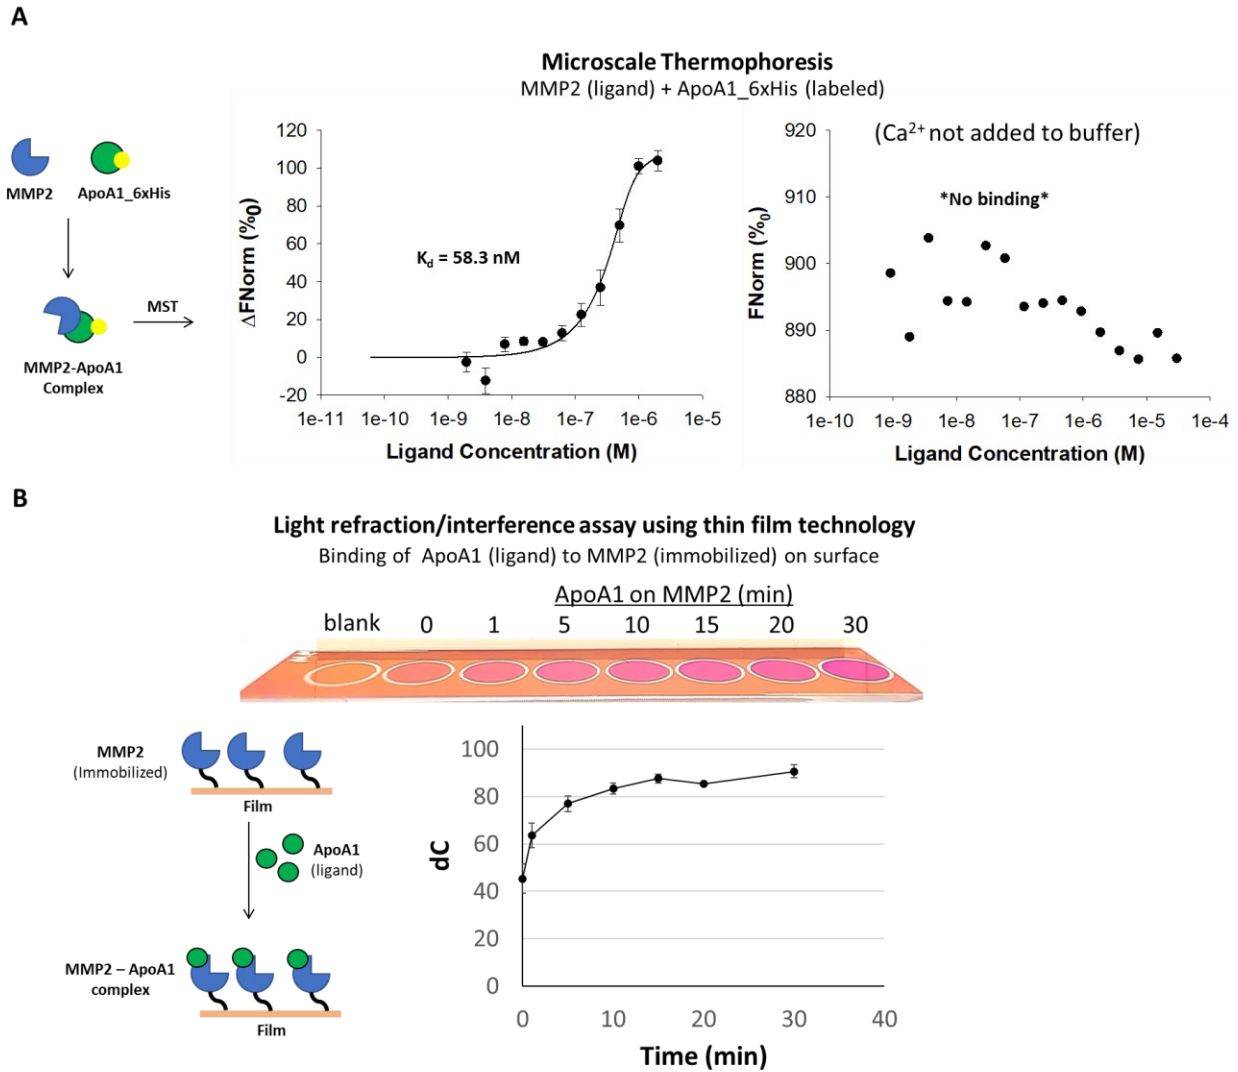 A
Microscale Thermophoresis
MMP2 (ligand) + ApoA1_6xHis (labeled)
MMP2
ApoA1_6xHis
MST
MMP2-ApoA1
Complex
120
100
80
60
40
20
0
-20
ΔFNorm (‰)
K_d = 58.3 nM
1e-11 1e-10 1e-9 1e-8 1e-7 1e-6 1e-5
Ligand Concentration (M)
(Ca²⁺ not added to buffer)
*No binding*
920
910
900
890
880
FNorm (‰)
1e-10 1e-9 1e-8 1e-7 1e-6 1e-5 1e-4
Ligand Concentration (M)
B
Light refraction/interference assay using thin film technology
Binding of ApoA1 (ligand) to MMP2 (immobilized) on surface
ApoA1 on MMP2 (min)
blank 0 1 5 10 15 20 30
MMP2
(Immobilized)
Film
ApoA1
(ligand)
MMP2 – ApoA1
complex
Film
100
80
60
40
20
0
dC
0 10 20 30 40
Time (min)